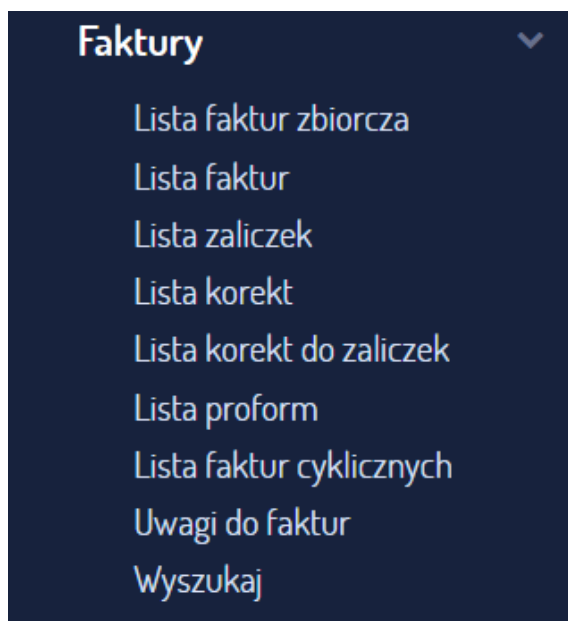 Faktury
Lista faktur zbiorcza
Lista faktur
Lista zaliczek
Lista korekt
Lista korekt do zaliczek
Lista proform
Lista faktur cyklicznych
Uwagi do faktur
Wyszukaj